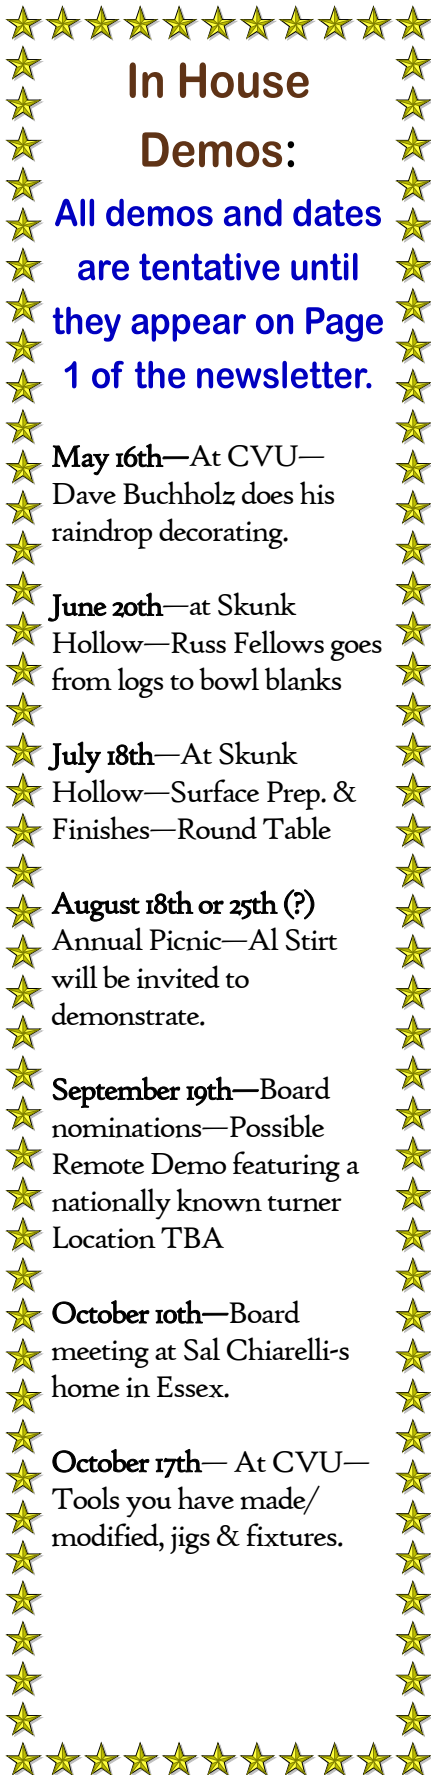 In House
Demos:
All demos and dates
are tentative until
they appear on Page
1 of the newsletter.
May 16th—At CVU—
Dave Buchholz does his
raindrop decorating.
June 20th—at Skunk
Hollow—Russ Fellows goes
from logs to bowl blanks
July 18th—At Skunk
Hollow—Surface Prep. &
Finishes—Round Table
August 18th or 25th (?)
Annual Picnic—Al Stirt
will be invited to
demonstrate.
September 19th—Board
nominations—Possible
Remote Demo featuring a
nationally known turner
Location TBA
October 10th—Board
meeting at Sal Chiarelli-s
home in Essex.
October 17th— At CVU—
Tools you have made/
modified, jigs & fixtures.